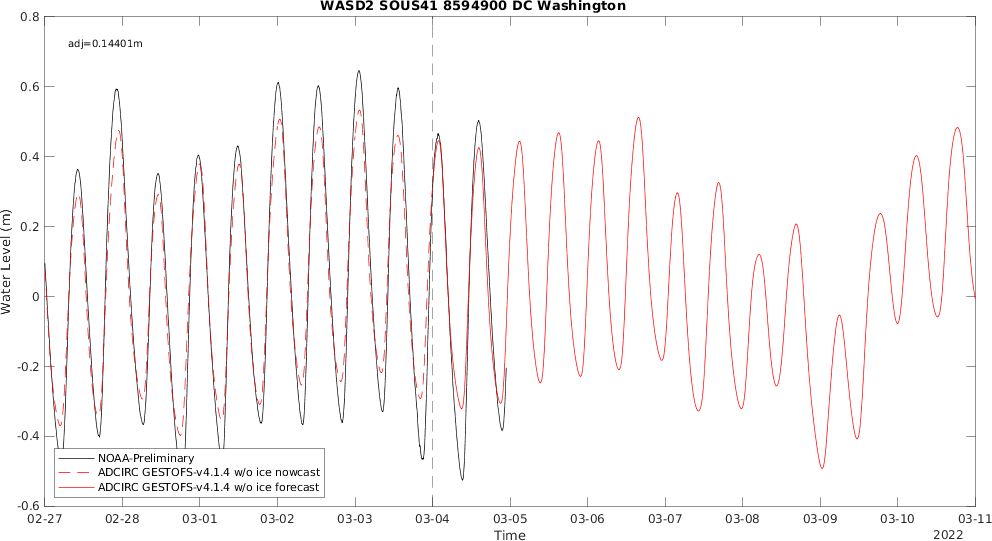 WASD2 SOUS41 8594900 DC Washington
adj=0.14401m
0.8
0.6
0.4
0.2
0
-0.2
-0.4
-0.6
Water Level (m)
NOAA-Preliminary
ADCIRC GESTOFS-v4.1.4 w/o ice nowcast
ADCIRC GESTOFS-v4.1.4 w/o ice forecast
02-27 02-28 03-01 03-02 03-03 03-04 03-05 03-06 03-07 03-08 03-09 03-10 03-11
Time
2022